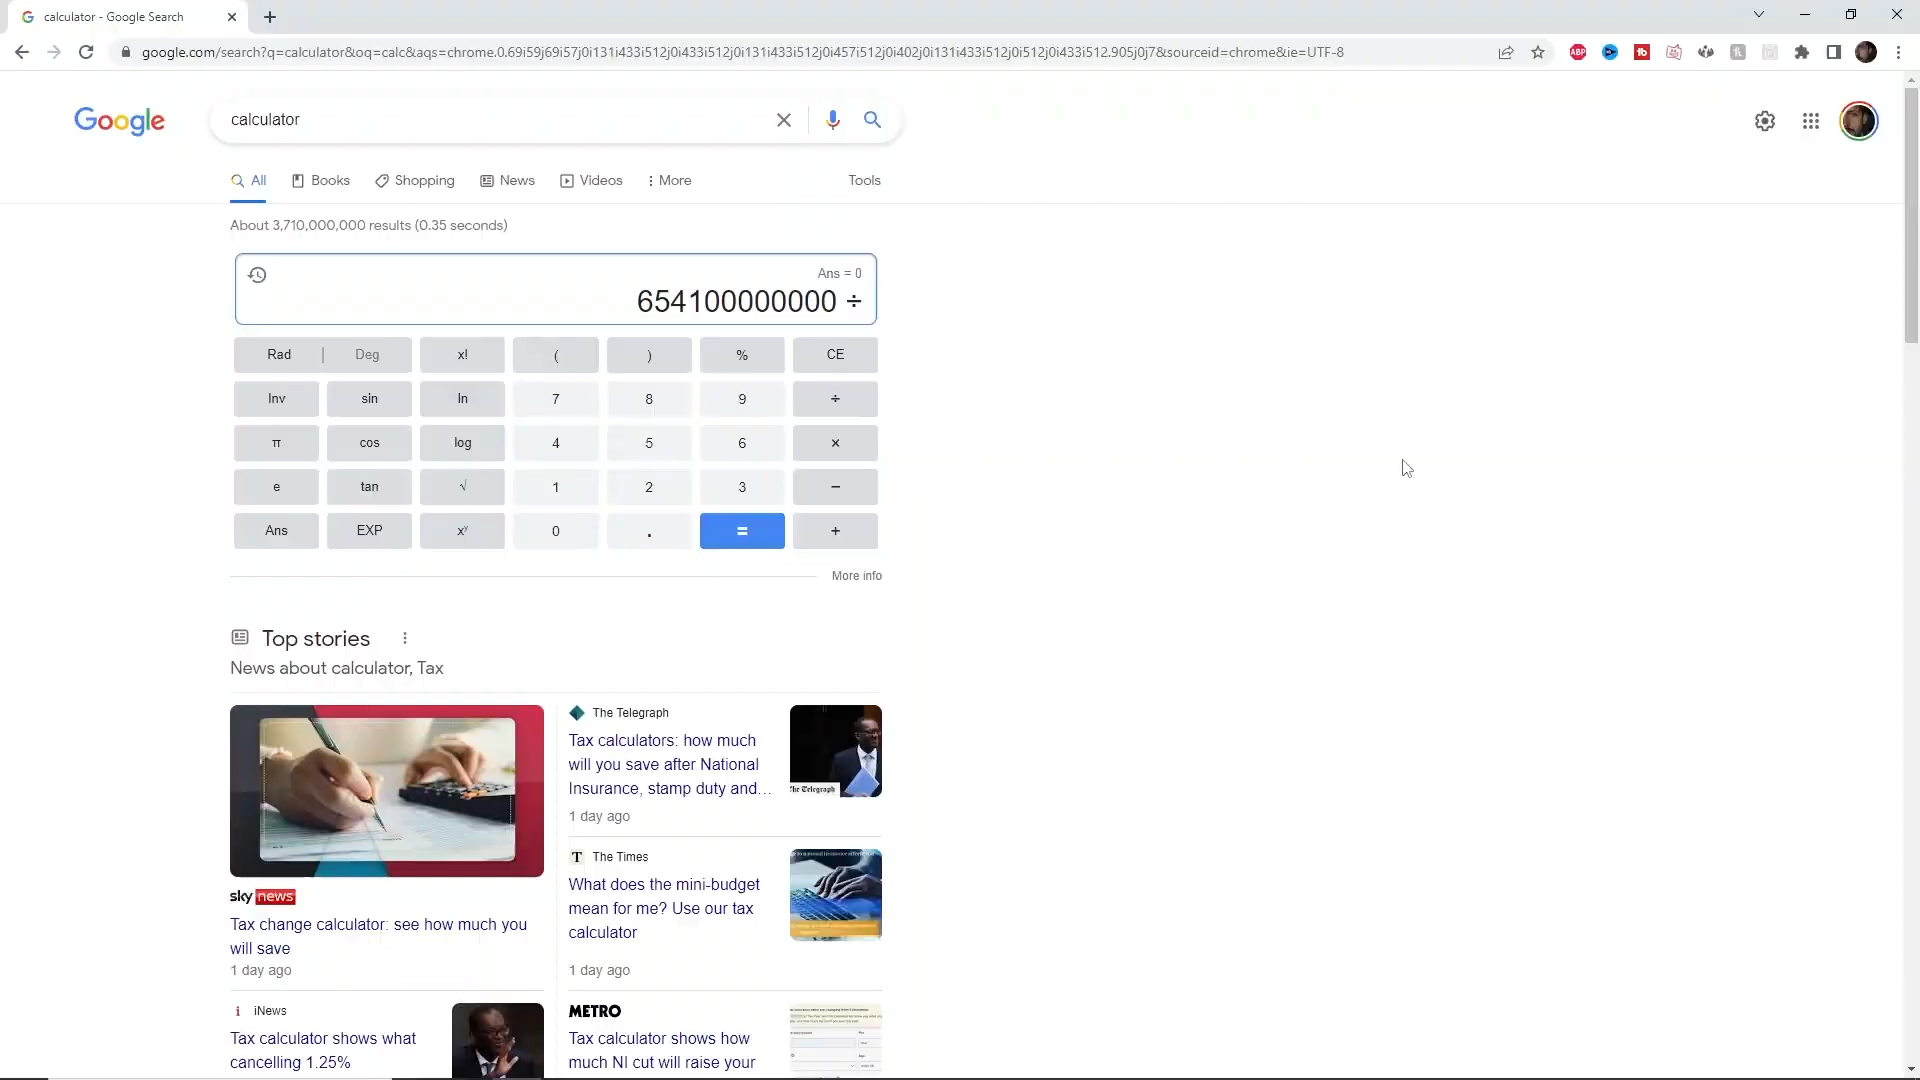 calculator - Google Search
google.com/search?q=calculator&oq=calc&aqs=chrome.0.69i59j69i57j0i131i433i512j0i433i512j0i131i433i512j0i457i512j0i402j0i131i433i512j0i512j0i433i512.905j0j7&sourceid=chrome&ie=UTF-8
ABP
Google
calculator
All
Books
Shopping
News
Videos
More
Tools
About 3,710,000,000 results (0.35 seconds)
Ans = 0
654100000000 ÷
Rad | Deg x! ( ) % CE
Inv sin ln 7 8 9 ÷
π cos log 4 5 6 ×
e tan √ 1 2 3 −
Ans EXP xʸ 0 . = +
More info
Top stories
News about calculator, Tax
sky news
Tax change calculator: see how much you
will save
1 day ago
The Telegraph
Tax calculators: how much
will you save after National
Insurance, stamp duty and...
1 day ago
The Telegraph
T The Times
What does the mini-budget
mean for me? Use our tax
calculator
1 day ago
i iNews
Tax calculator shows what
cancelling 1.25%
METRO
Tax calculator shows how
much NI cut will raise your